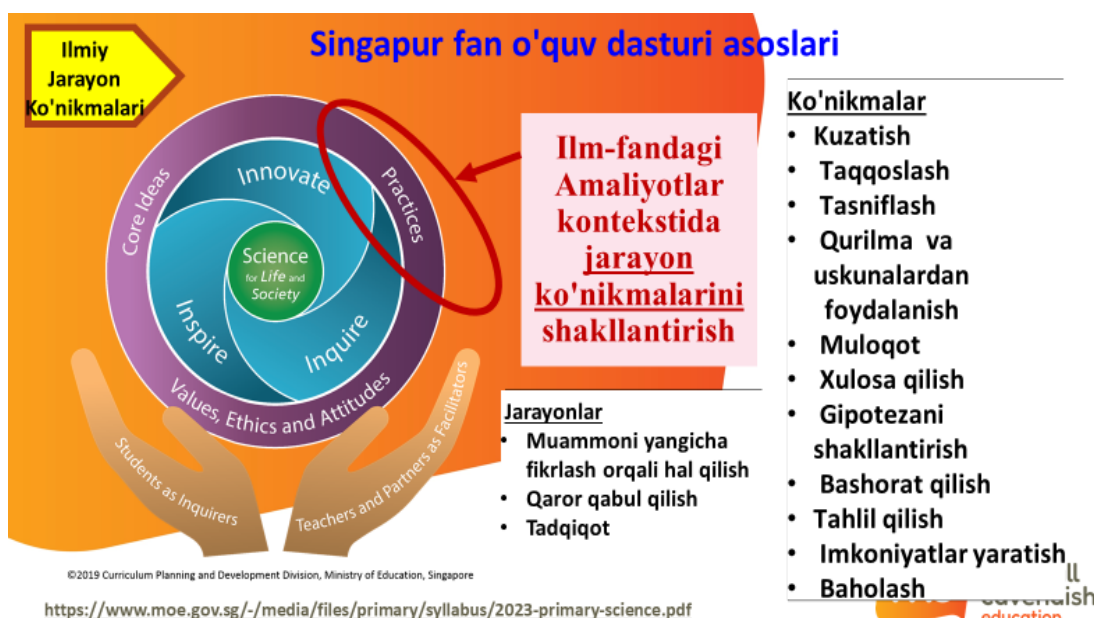 Ilmiy
Jarayon
Ko'nikmalari
Singapur fan o'quv dasturi asoslari
Core Ideas
Practices
Values, Ethics and Attitudes
Innovate
Inspire
Inquire
Science
for Life and
Society
Students as Inquirers
Teachers and Partners as Facilitators
Ilm-fandagi
Amaliyotlar
kontekstida
jarayon
ko'nikmalarini
shakllantirish
Jarayonlar
• Muammoni yangicha
fikrlash orqali hal qilish
• Qaror qabul qilish
• Tadqiqot
Ko'nikmalar
• Kuzatish
• Taqqoslash
• Tasniflash
• Qurilma va
uskunalardan
foydalanish
• Muloqot
• Xulosa qilish
• Gipotezani
shakllantirish
• Bashorat qilish
• Tahlil qilish
• Imkoniyatlar yaratish
• Baholash
©2019 Curriculum Planning and Development Division, Ministry of Education, Singapore
https://www.moe.gov.sg/-/media/files/primary/syllabus/2023-primary-science.pdf
ll
cavendish
education